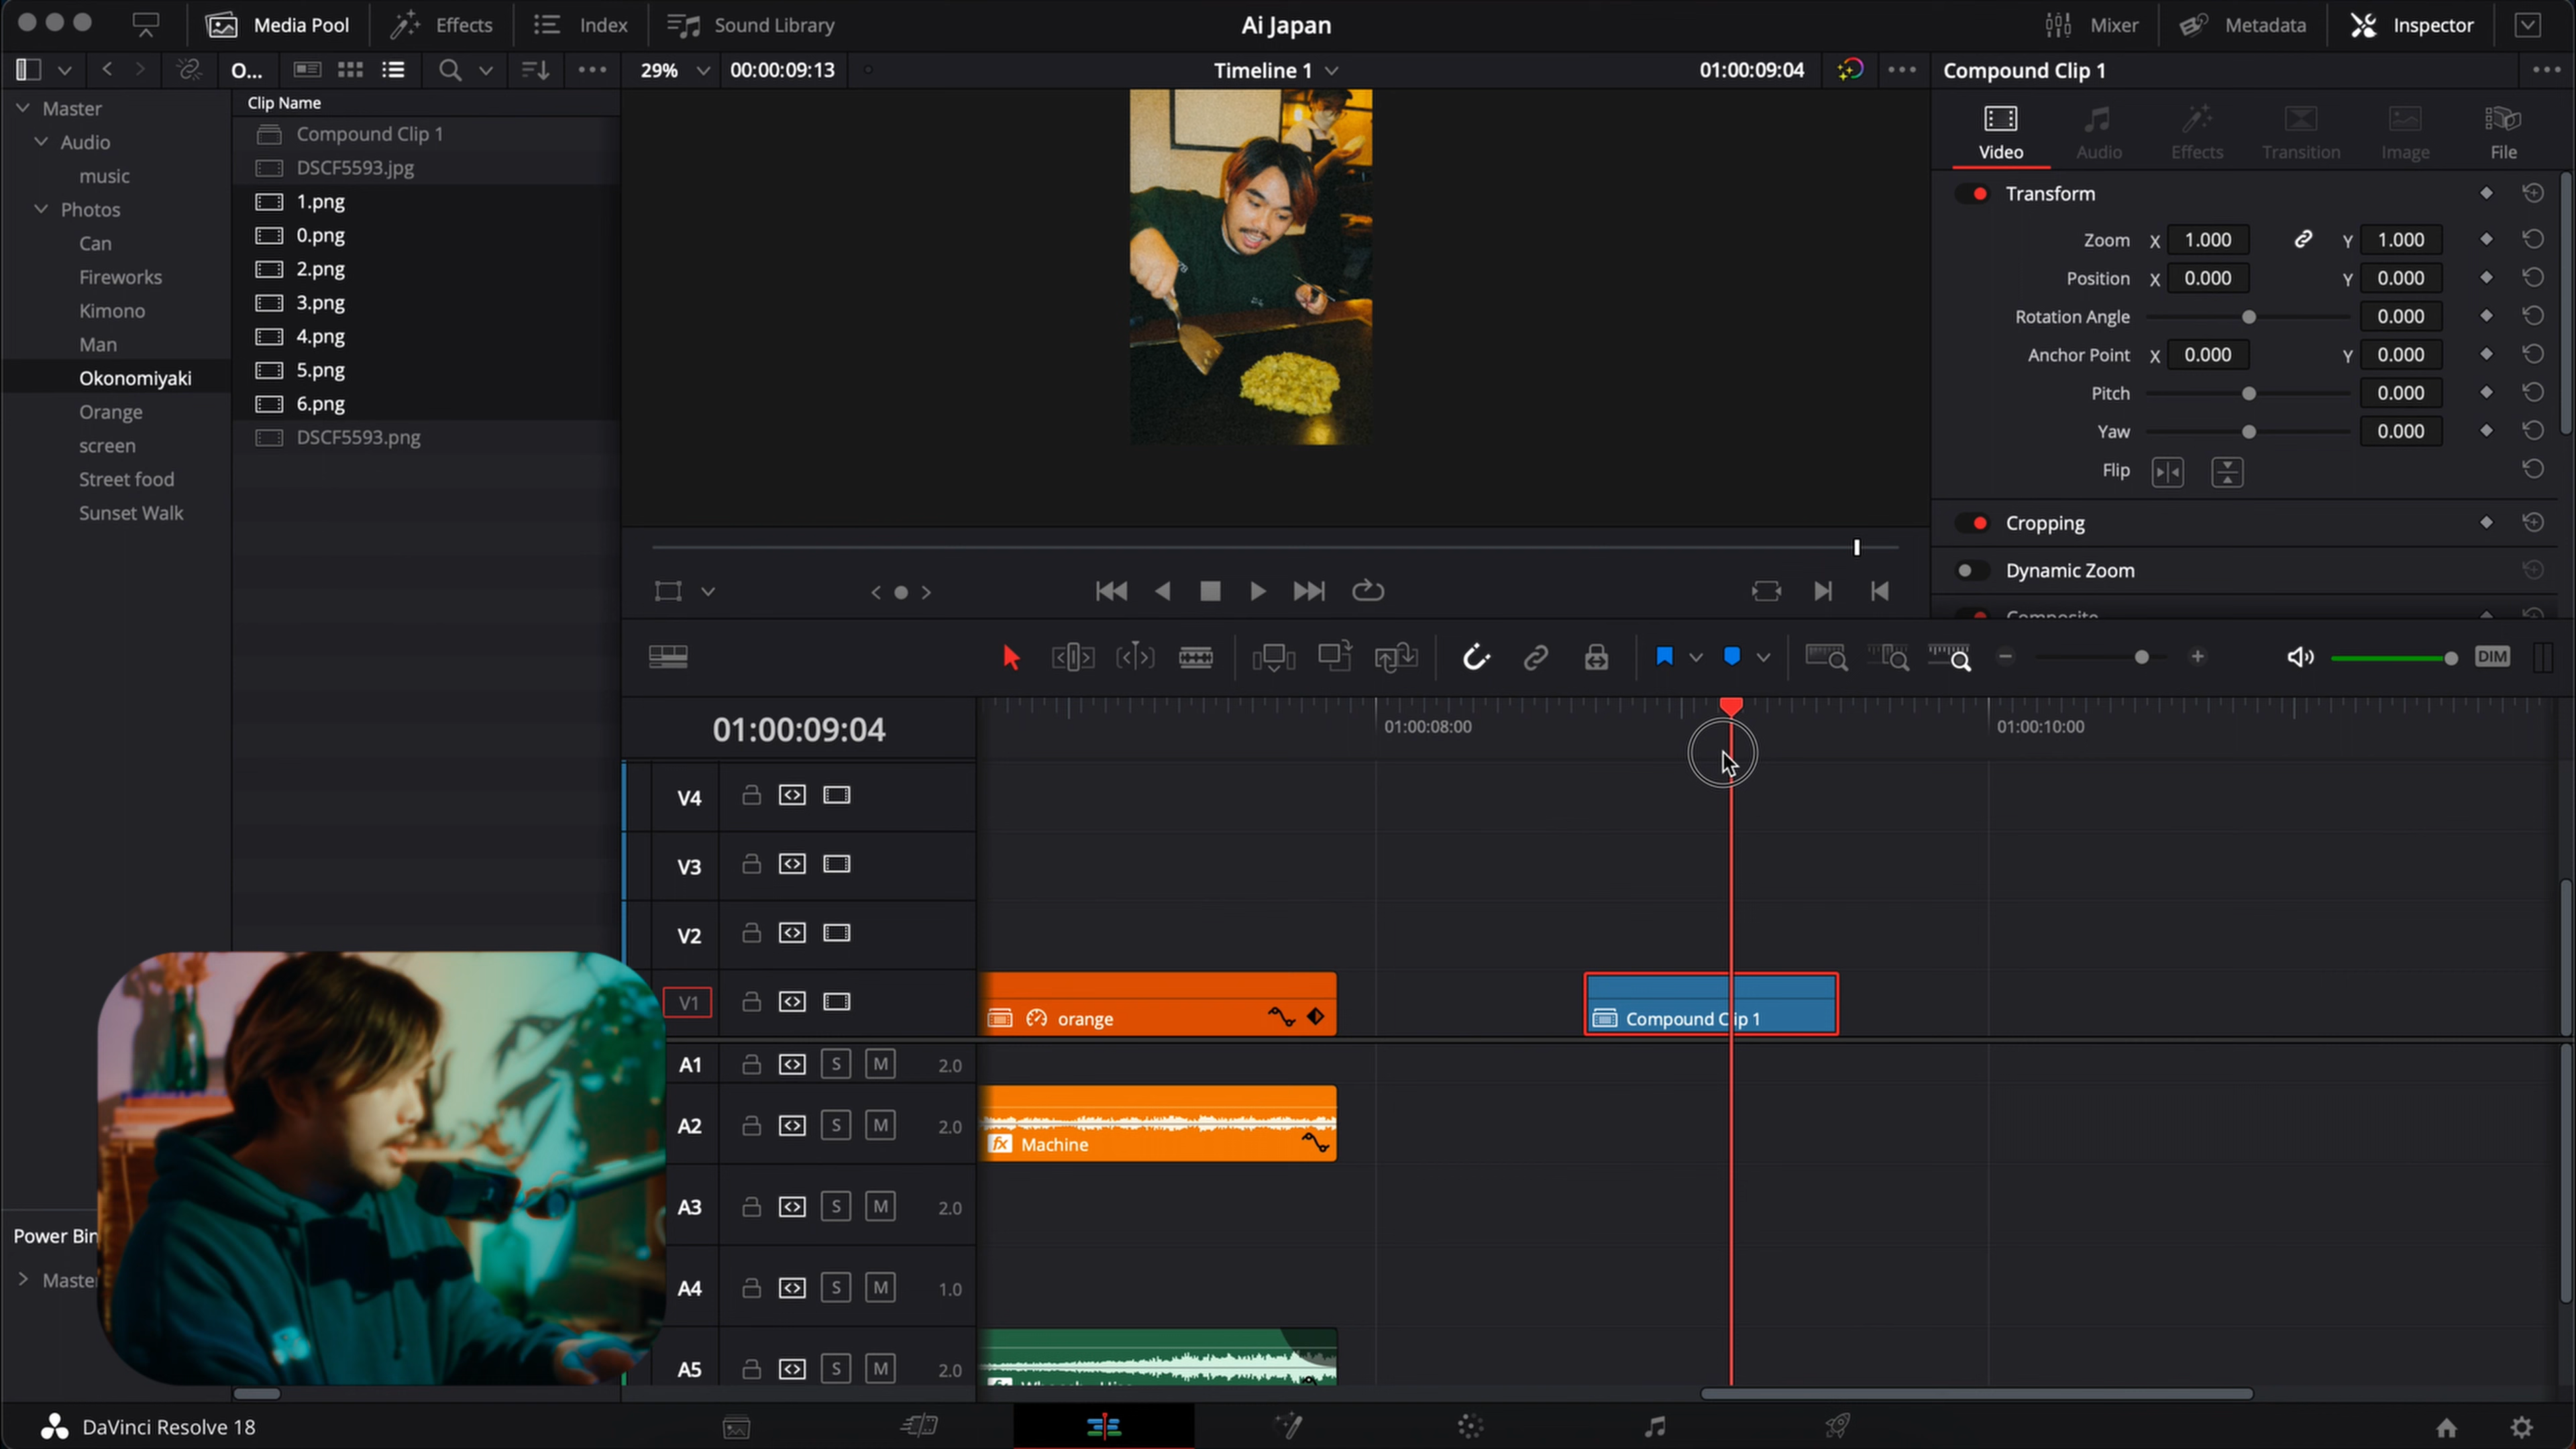 Media Pool Effects Index Sound Library Ai Japan Mixer Metadata Inspector
O... 29% 00:00:09:13 Timeline 1 01:00:09:04 Compound Clip 1
Master
Audio
music
Photos
Can
Fireworks
Kimono
Man
Okonomiyaki
Orange
screen
Street food
Sunset Walk
Clip Name
Compound Clip 1
DSCF5593.jpg
1.png
0.png
2.png
3.png
4.png
5.png
6.png
DSCF5593.png
Video Audio Effects Transition Image File
Transform
Zoom X 1.000 Y 1.000
Position X 0.000 Y 0.000
Rotation Angle 0.000
Anchor Point X 0.000 Y 0.000
Pitch 0.000
Yaw 0.000
Flip
Cropping
Dynamic Zoom
Composite
DIM
01:00:09:04 01:00:08:00 01:00:10:00
V4
V3
V2
V1 orange Compound Clip 1
A1 S M 2.0
A2 S M 2.0 fx Machine
A3 S M 2.0
A4 S M 1.0
A5 S M 2.0
Power Bin
Master
DaVinci Resolve 18